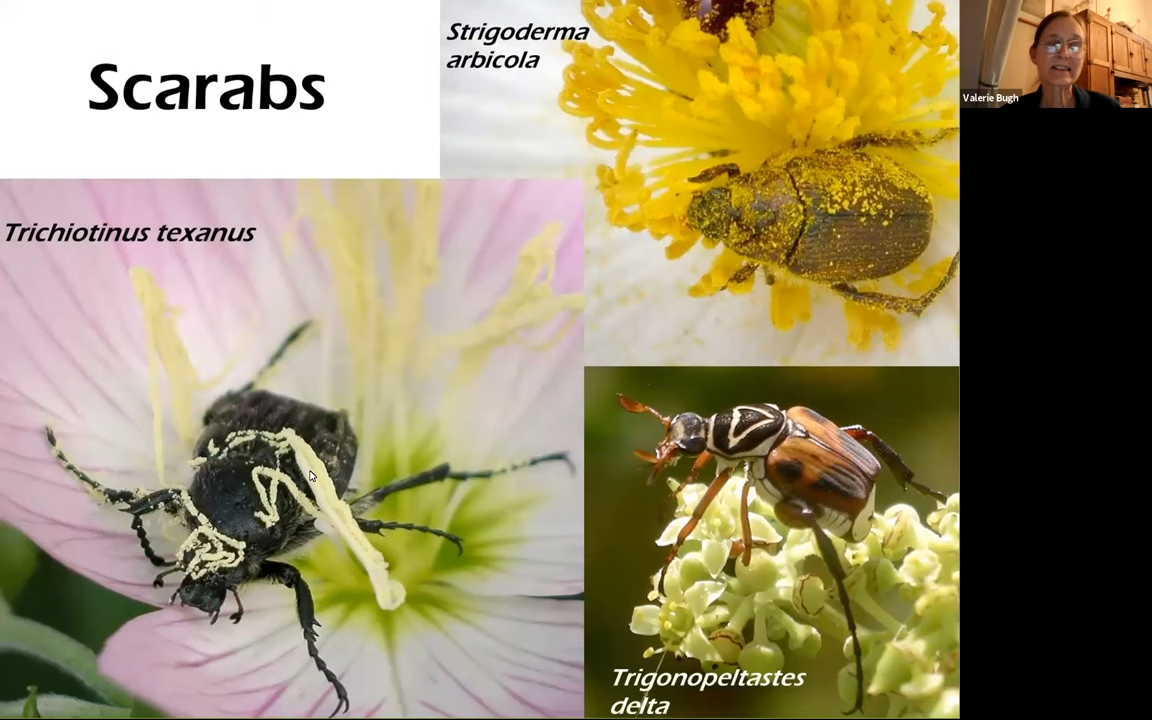 Scarabs
Strigoderma
arbicola
Valerie Bugh
Trichiotinus texanus
Trigonopeltastes
delta